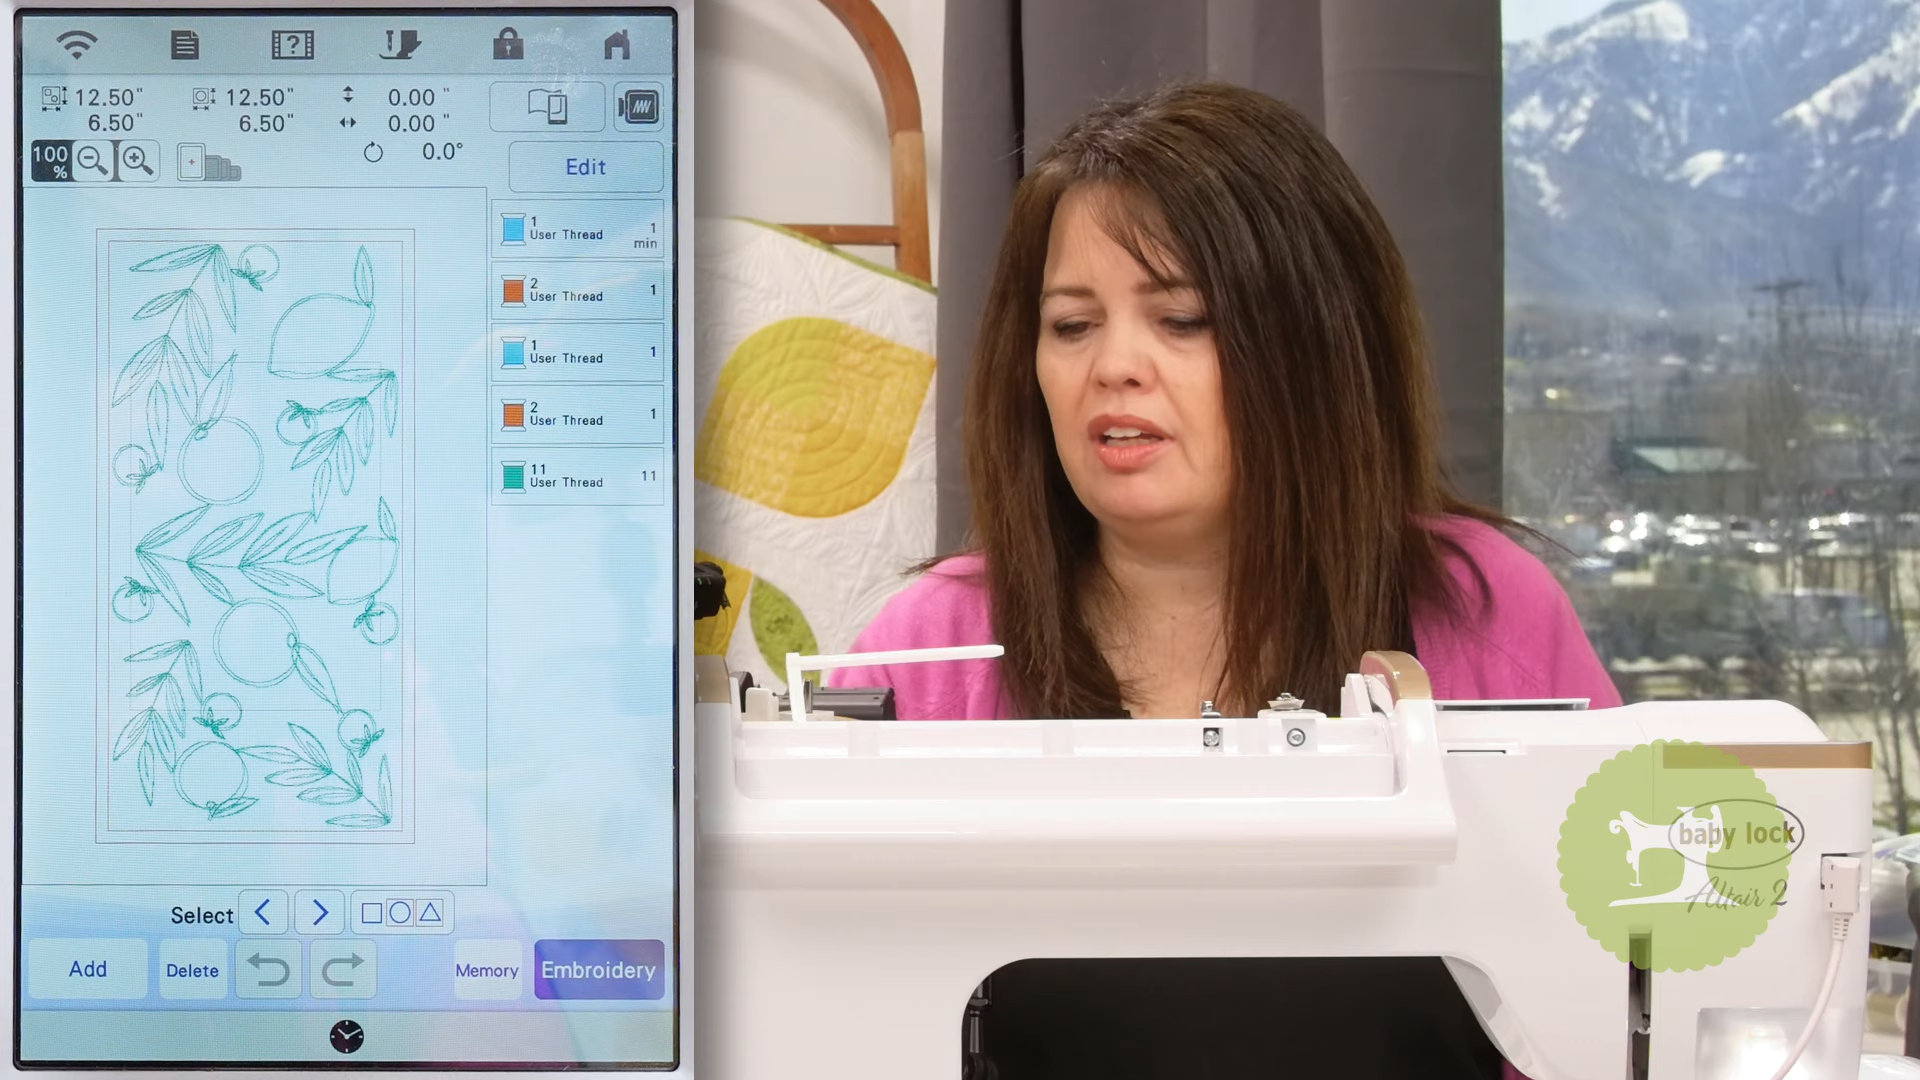 12.50" 12.50" 0.00 "
6.50" 6.50" 0.00 "
100
%
0.0°
Edit
1
User Thread 1
min
2
User Thread 1
1
User Thread 1
2
User Thread 1
11
User Thread 11
Select
Add Delete Memory Embroidery
baby lock
Altair 2